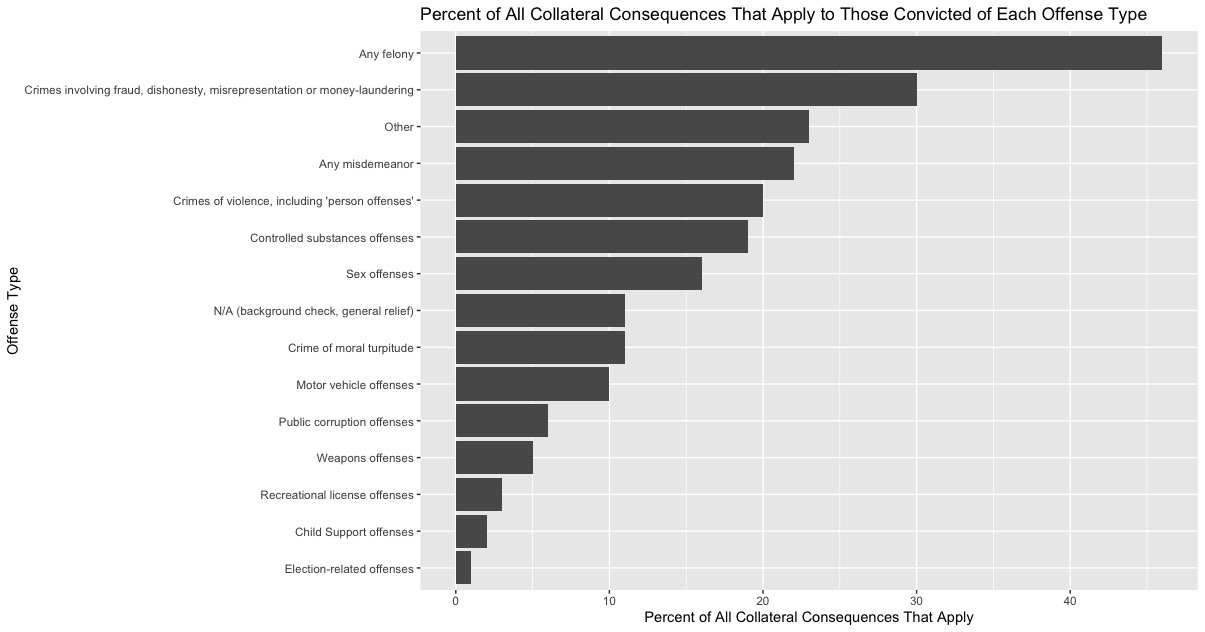 Percent of All Collateral Consequences That Apply to Those Convicted of Each Offense Type
Offense Type
Any felony
Crimes involving fraud, dishonesty, misrepresentation or money-laundering
Other
Any misdemeanor
Crimes of violence, including 'person offenses'
Controlled substances offenses
Sex offenses
N/A (background check, general relief)
Crime of moral turpitude
Motor vehicle offenses
Public corruption offenses
Weapons offenses
Recreational license offenses
Child Support offenses
Election-related offenses
0 10 20 30 40
Percent of All Collateral Consequences That Apply